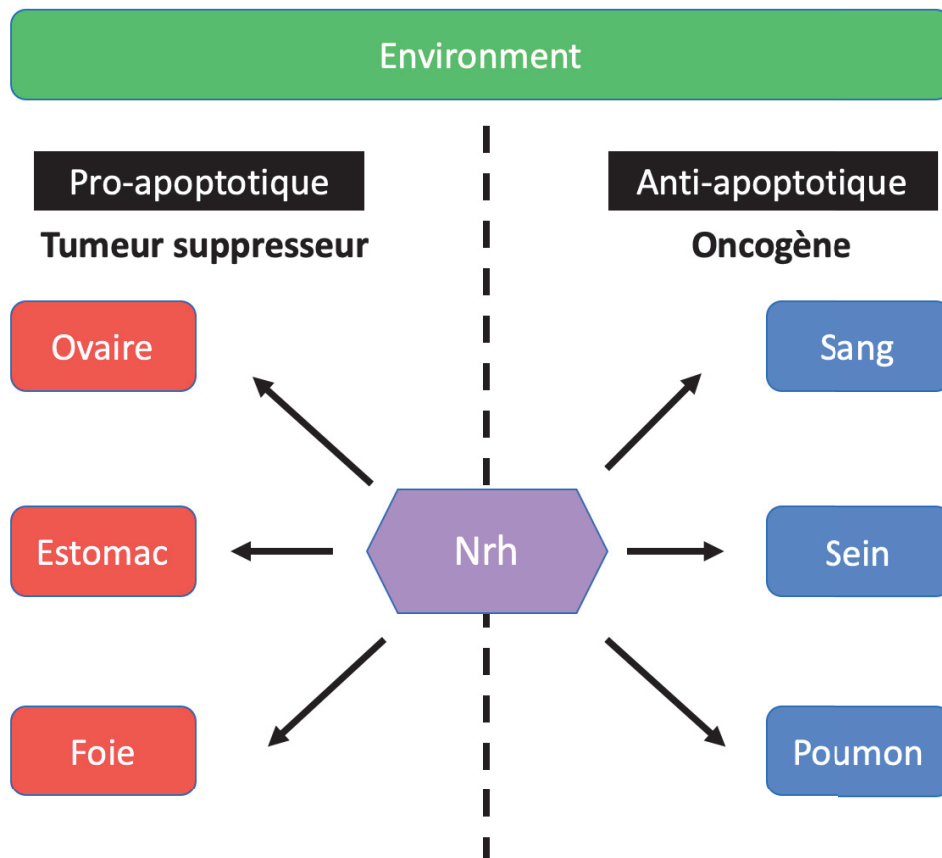 Environment
Pro-apoptotique
Anti-apoptotique
Tumeur suppresseur
Oncogène
Ovaire
Sang
Estomac
Nrh
Sein
Foie
Poumon